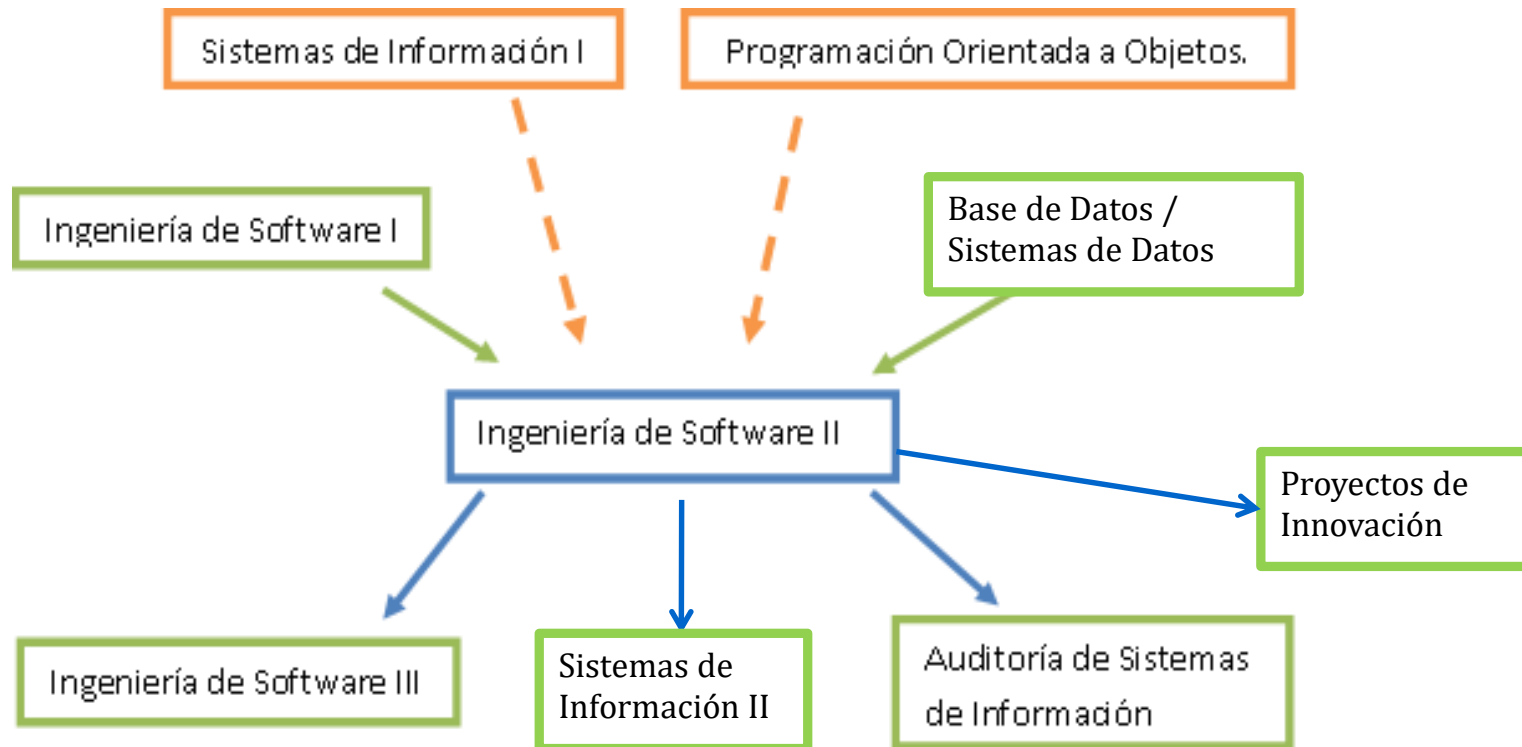 Sistemas de Información I
Programación Orientada a Objetos.
Ingeniería de Software I
Base de Datos /
Sistemas de Datos
Ingeniería de Software II
Proyectos de
Innovación
Ingeniería de Software III
Sistemas de
Información II
Auditoría de Sistemas
de Información